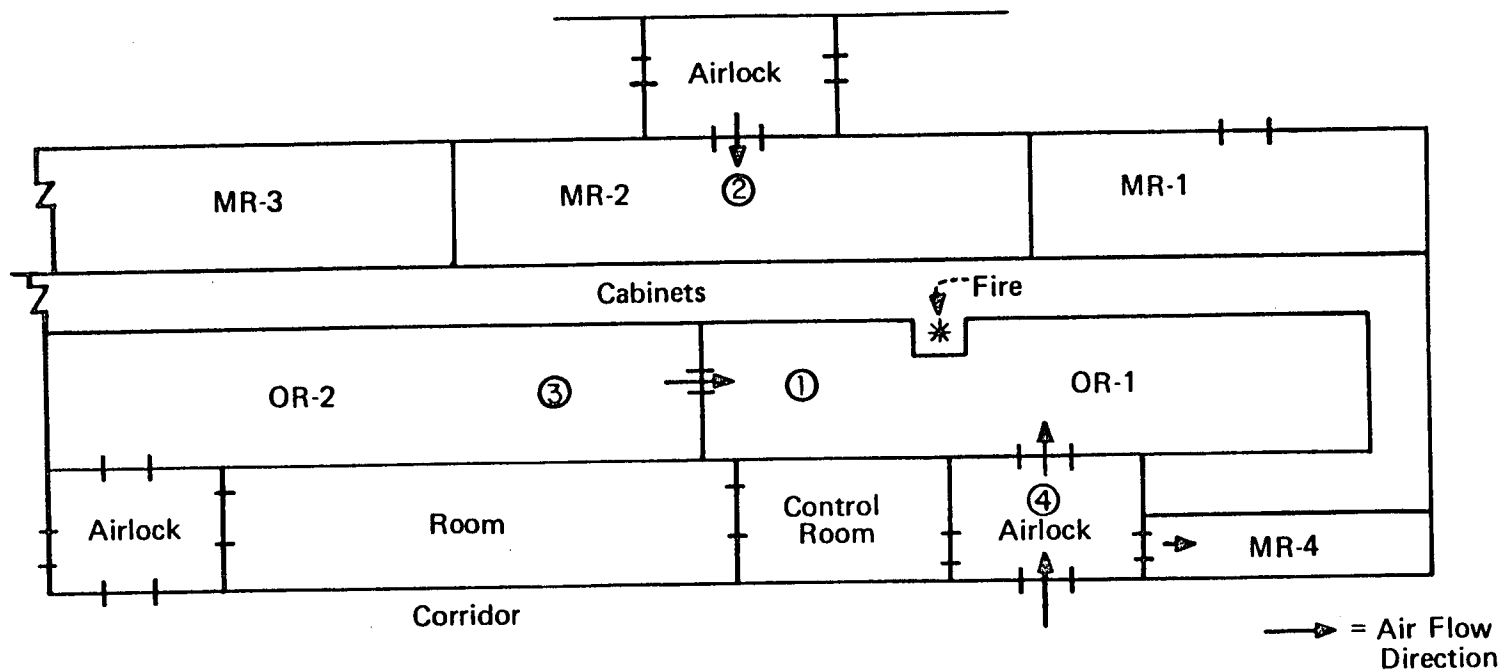 Airlock
MR-3
MR-2
②
MR-1
Cabinets
Fire
OR-2
③
①
OR-1
Airlock
Room
Control
Room
④
Airlock
MR-4
Corridor
= Air Flow
Direction